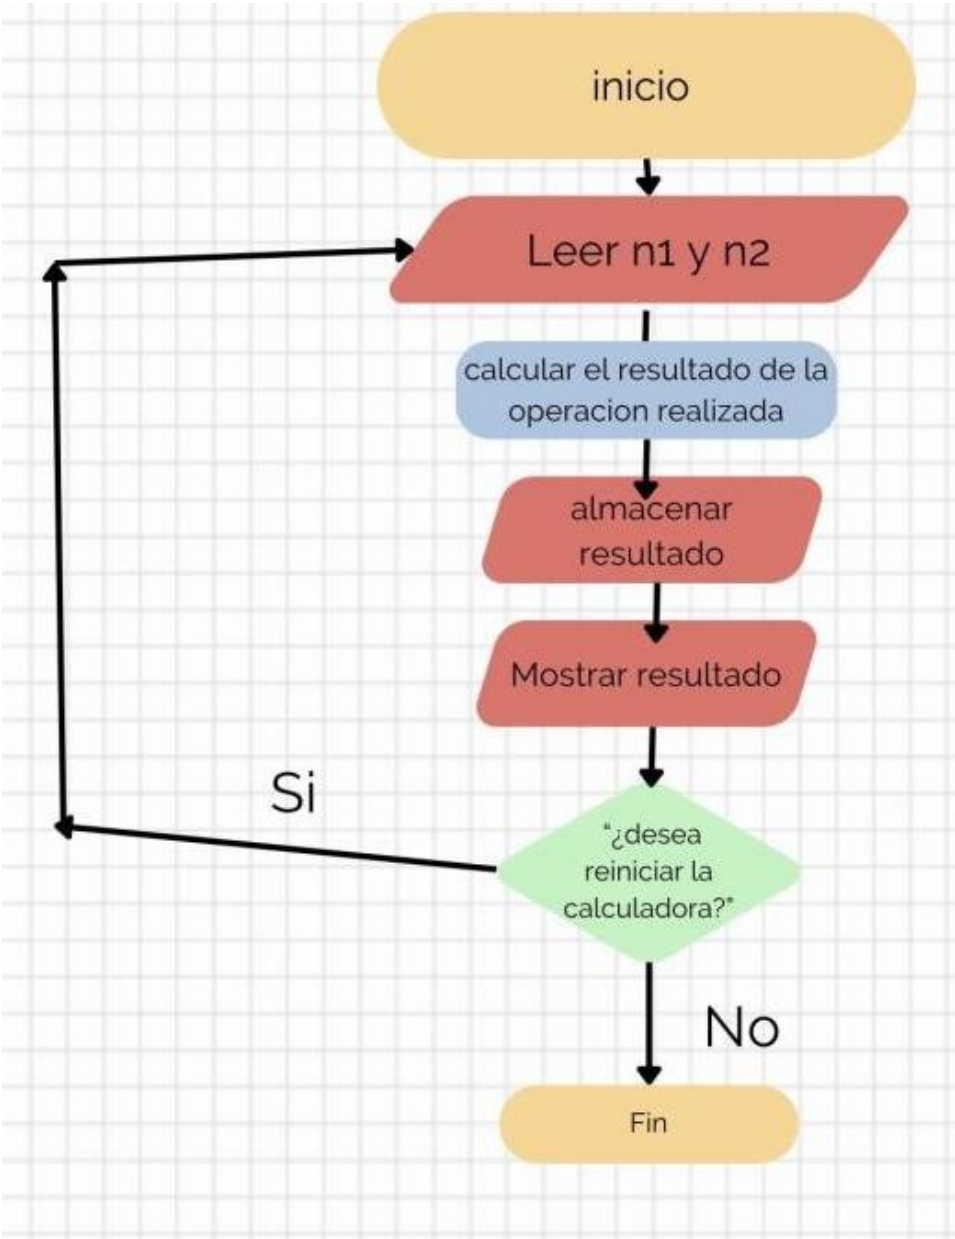 inicio
Leer n1 y n2
calcular el resultado de la
operacion realizada
almacenar
resultado
Mostrar resultado
Si
“¿desea
reiniciar la
calculadora?”
No
Fin